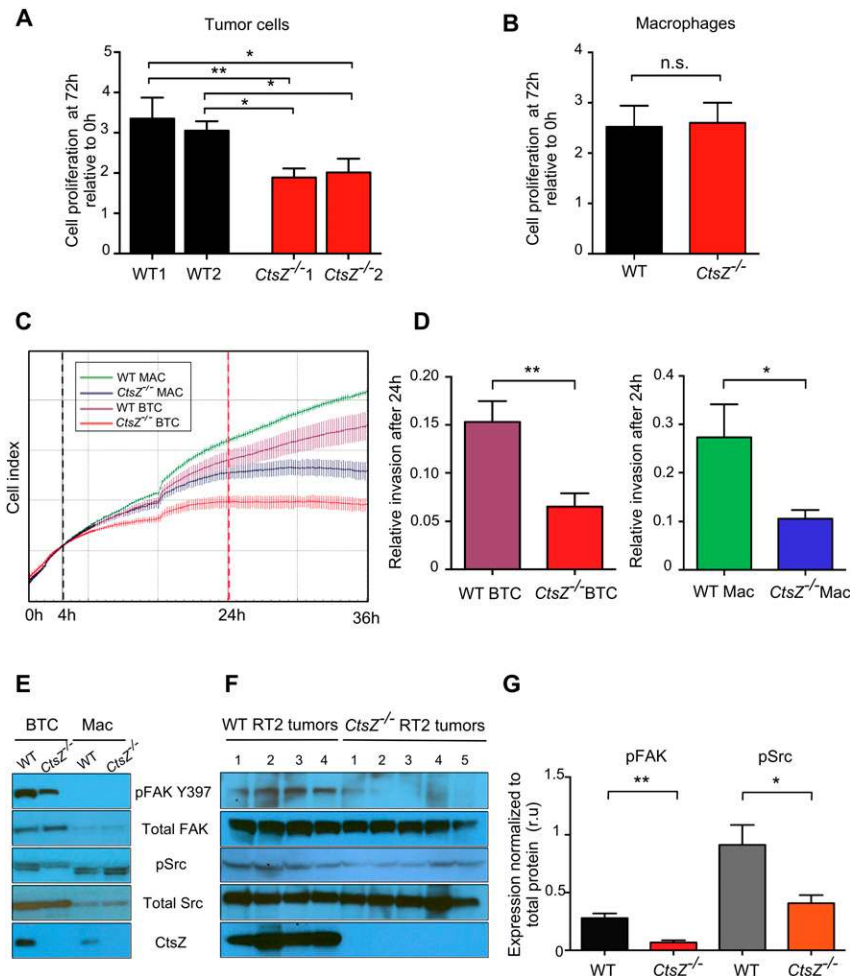 A
Tumor cells
Cell proliferation at 72h
relative to 0h
5
4
3
2
1
0
*
**
*
*
WT1
WT2
CtsZ-/-1
CtsZ-/-2
B
Macrophages
Cell proliferation at 72h
relative to 0h
4
3
2
1
0
n.s.
WT
CtsZ-/-
C
WT MAC
CtsZ-/- MAC
WT BTC
CtsZ-/- BTC
Cell index
0h
4h
24h
36h
D
Relative invasion after 24h
0.20
0.15
0.10
0.05
0
**
WT BTC
CtsZ-/-BTC
Relative invasion after 24h
0.4
0.3
0.2
0.1
0
*
WT Mac
CtsZ-/-Mac
E
BTC
Mac
WT
CtsZ-/-
WT
CtsZ-/-
pFAK Y397
Total FAK
pSrc
Total Src
CtsZ
F
WT RT2 tumors
CtsZ-/- RT2 tumors
1 2 3 4 1 2 3 4 5
G
pFAK
pSrc
**
*
Expression normalized to
total protein (r.u)
1
0.5
0
WT
CtsZ-/-
WT
CtsZ-/-